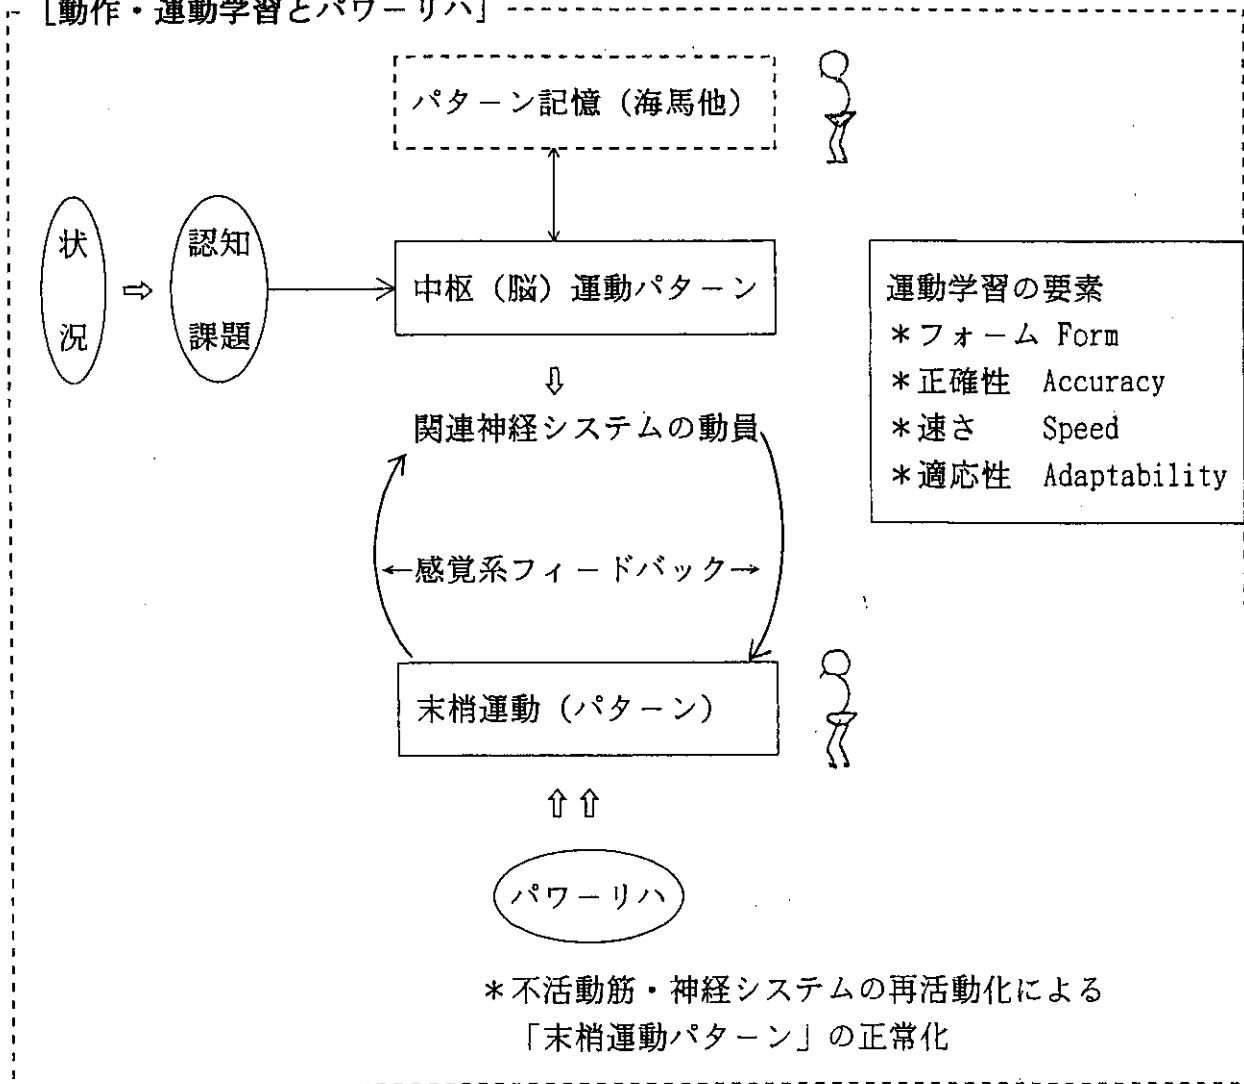 ［動作・運動学習とパワーリハ］
パターン記憶（海馬他）
状況
⇨
認知
課題
中枢（脳）運動パターン
⇩
関連神経システムの動員
←感覚系フィードバック→
末梢運動（パターン）
⇧⇧
パワーリハ
＊不活動筋・神経システムの再活動化による
「末梢運動パターン」の正常化
運動学習の要素
＊フォーム Form
＊正確性 Accuracy
＊速さ Speed
＊適応性 Adaptability